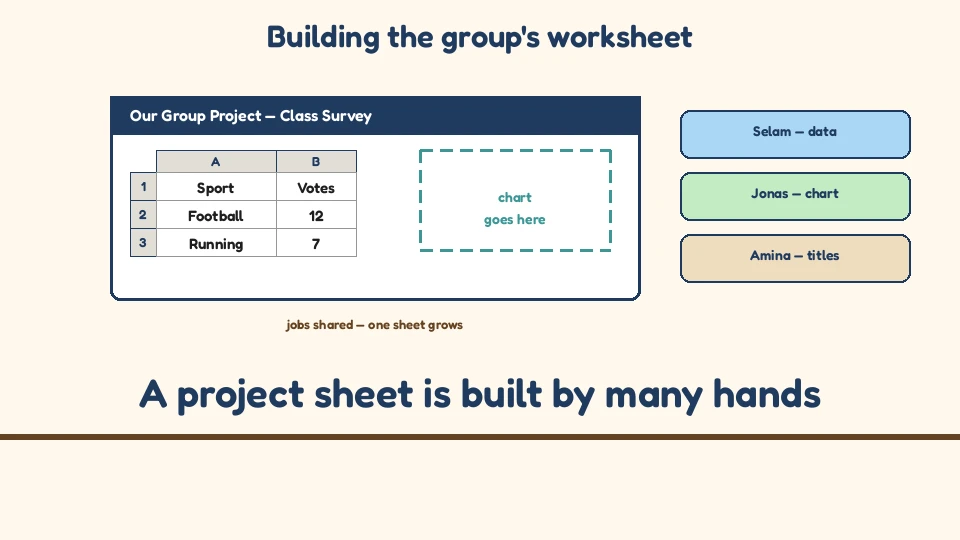 Building the group's worksheet
Our Group Project — Class Survey
A B
1 Sport Votes
2 Football 12
3 Running 7
chart
goes here
Selam — data
Jonas — chart
Amina — titles
jobs shared — one sheet grows
A project sheet is built by many hands